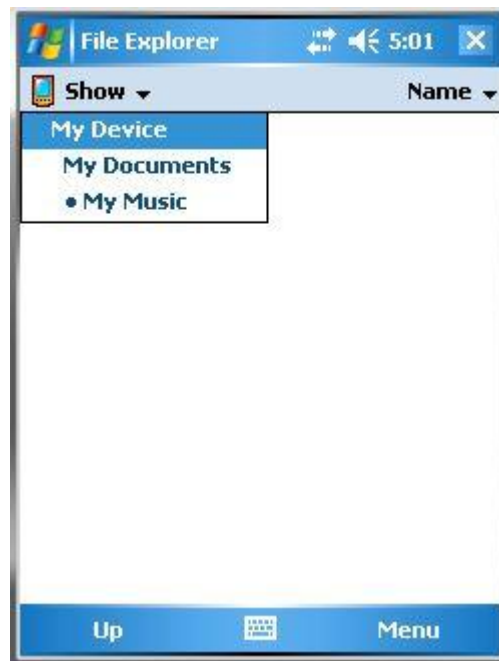 File Explorer 5:01
Show Name
My Device
My Documents
• My Music
Up Menu